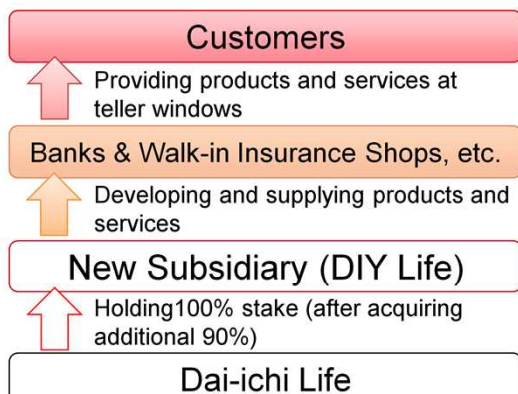 Customers
Providing products and services at
teller windows
Banks & Walk-in Insurance Shops, etc.
Developing and supplying products and
services
New Subsidiary (DIY Life)
Holding100% stake (after acquiring
additional 90%)
Dai-ichi Life